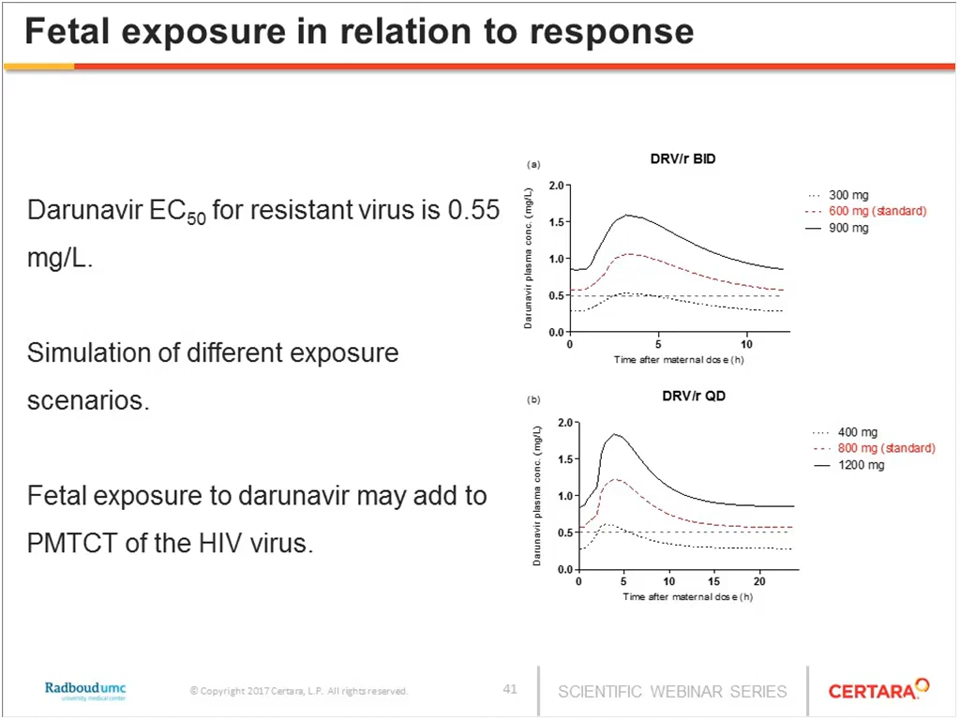 Fetal exposure in relation to response
Darunavir EC50 for resistant virus is 0.55
mg/L.
Simulation of different exposure
scenarios.
Fetal exposure to darunavir may add to
PMTCT of the HIV virus.
(a)
DRV/r BID
Darunavir plasma conc. (mg/L)
2.0
1.5
1.0
0.5
0.0
0
5
10
Time after maternal dose (h)
300 mg
600 mg (standard)
900 mg
(b)
DRV/r QD
Darunavir plasma conc. (mg/L)
2.0
1.5
1.0
0.5
0.0
0
5
10
15
20
Time after maternal dose (h)
400 mg
800 mg (standard)
1200 mg
Radboudumc
university medical center
© Copyright 2017 Certara, L.P. All rights reserved.
41
SCIENTIFIC WEBINAR SERIES
CERTARA